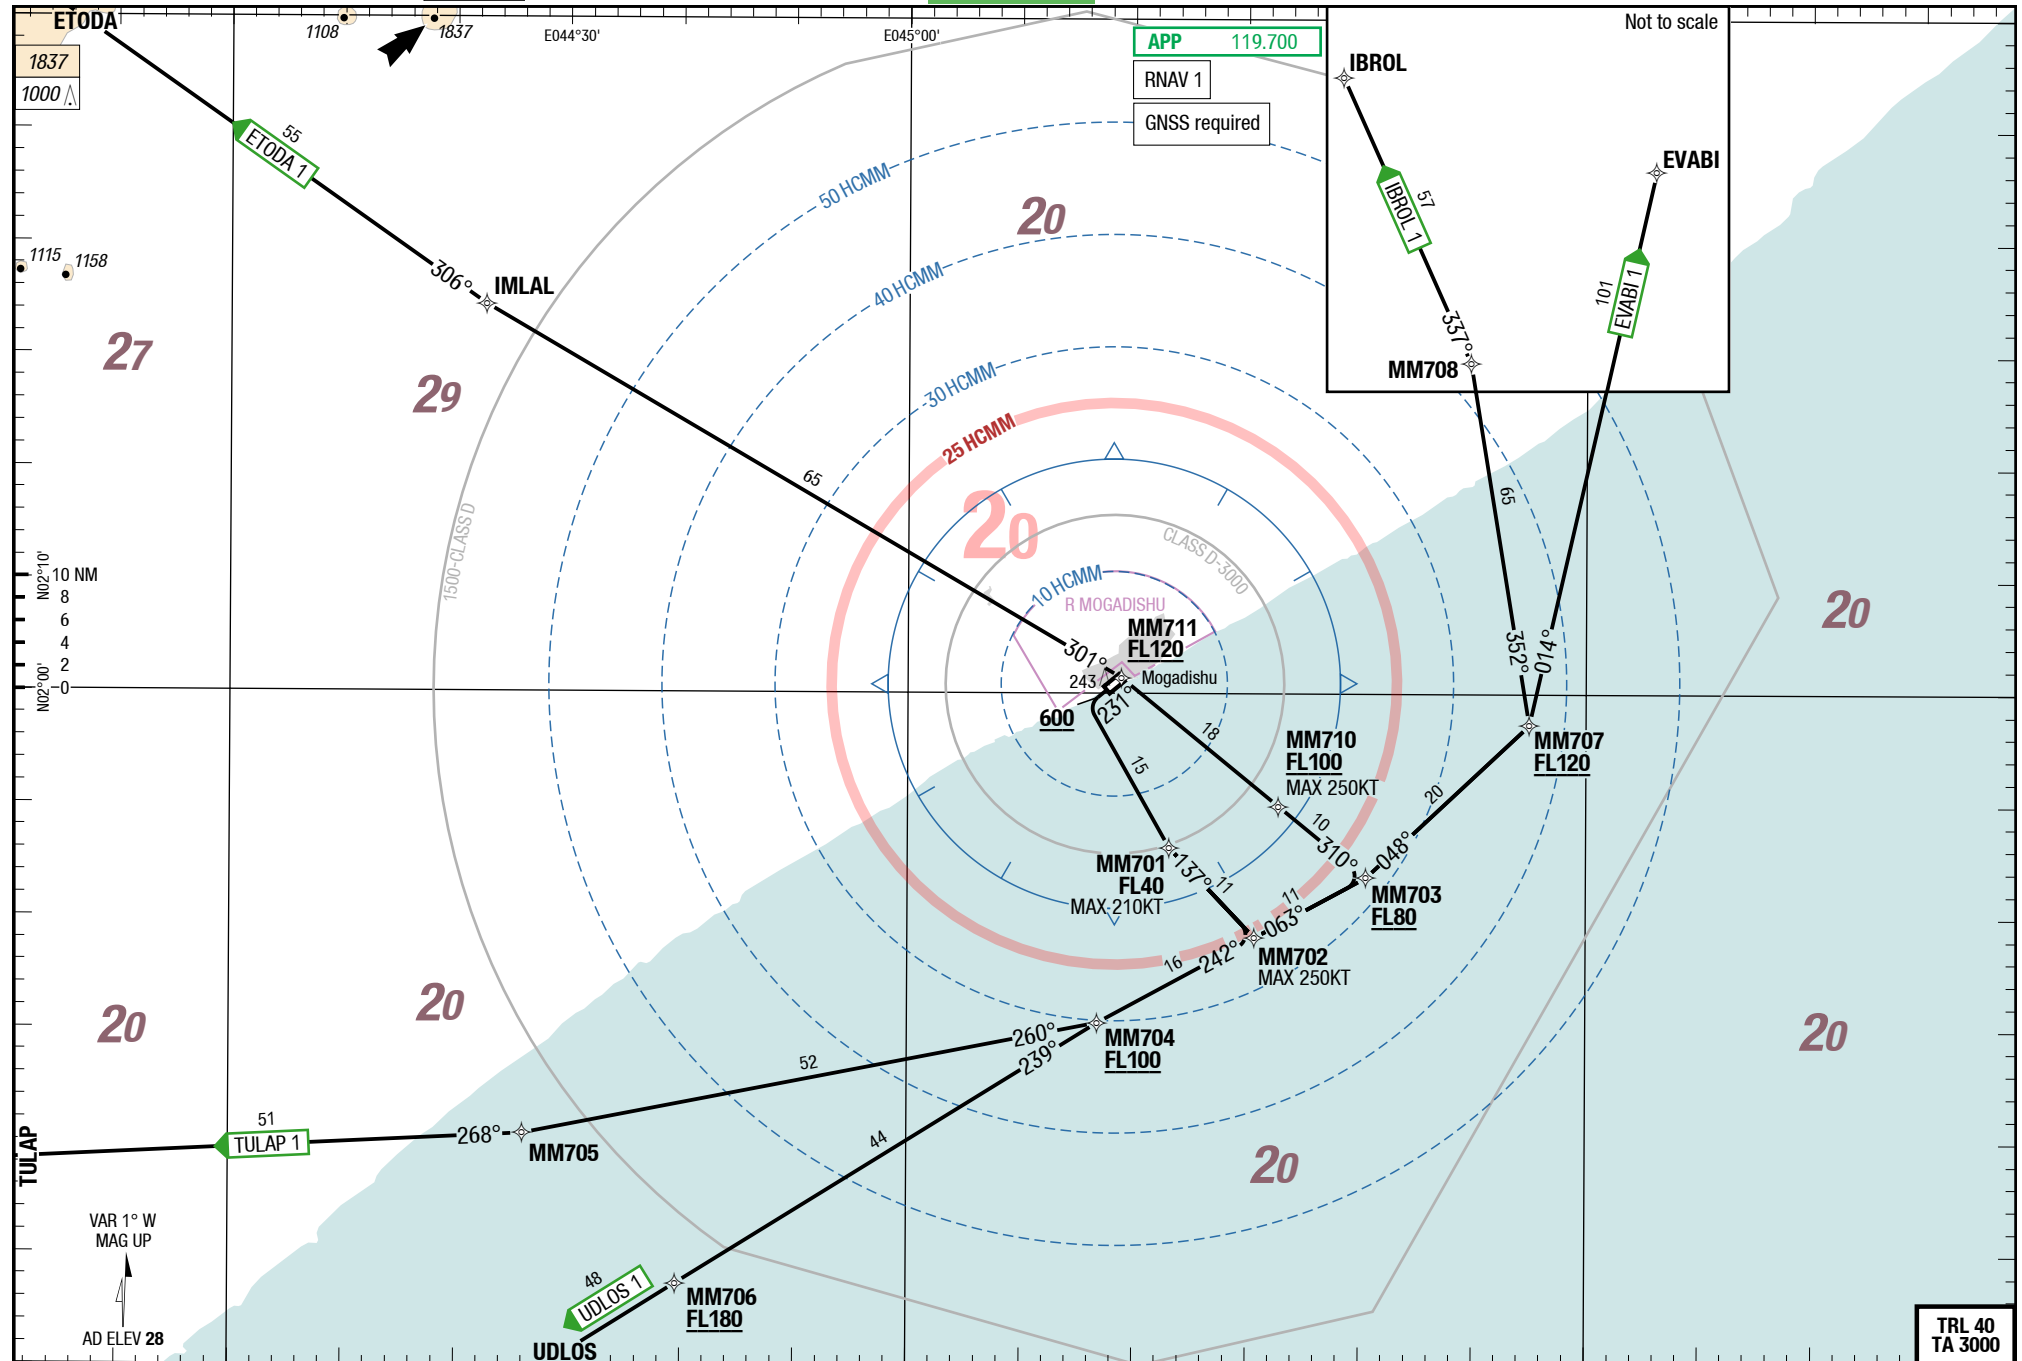 ETODA
1837
1000
1108
1837
E044°30'
E045°00'
APP 119.700
RNAV 1
GNSS required
Not to scale
IBROL
57
IBROL 1
337°
MM708
EVABI
101
EVABI 1
55
ETODA 1
306°
IMLAL
1115
1158
27
29
20
50 HCMM
40 HCMM
30 HCMM
25 HCMM
20
65
65
1500-CLASS D
CLASS D-3000
10 HCMM
R MOGADISHU
N02°10'
10 NM
8
6
4
2
0
N02°00'
MM711
FL120
301°
243
Mogadishu
231°
600
18
15
MM710
FL100
MAX 250KT
10
310°
352°
014°
MM707
FL120
20
048°
20
MM701
FL40
MAX 210KT
137°
11
11
063°
MM703
FL80
MM702
MAX 250KT
16
242°
20
20
20
260°
239°
MM704
FL100
52
51
TULAP 1
268°
MM705
TULAP
44
20
VAR 1° W
MAG UP
AD ELEV 28
48
UDLOS 1
MM706
FL180
UDLOS
TRL 40
TA 3000